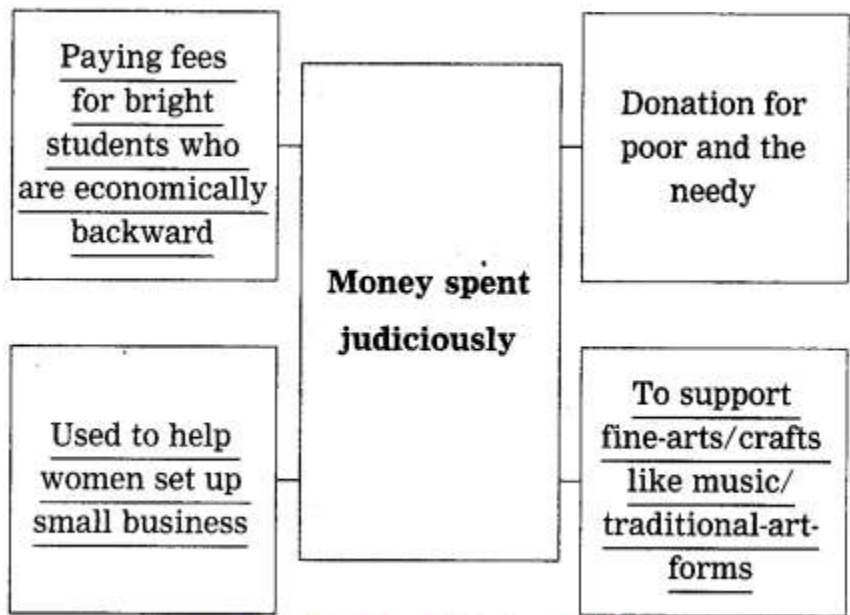 Paying fees
for bright
students who
are economically
backward
Donation for
poor and the
needy
Money spent
judiciously
Used to help
women set up
small business
To support
fine-arts/crafts
like music/
traditional-art-
forms